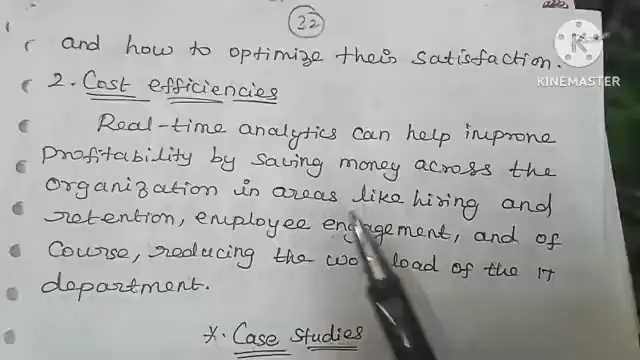 32
and how to optimize their satisfaction.
KINEMASTER
2. Cost efficiencies
Real-time analytics can help improve
profitability by saving money across the
organization in areas like hiring and
retention, employee engagement, and of
Course, reducing the load of the IT
department.
*. Case studies